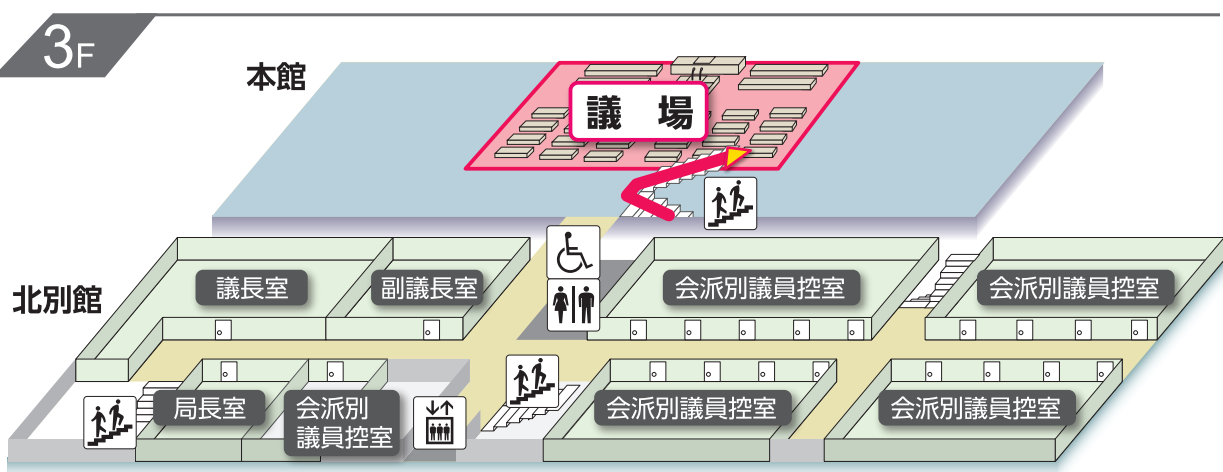 3F
本館
議 場
北別館
議長室
副議長室
会派別議員控室
会派別議員控室
局長室
会派別
議員控室
会派別議員控室
会派別議員控室